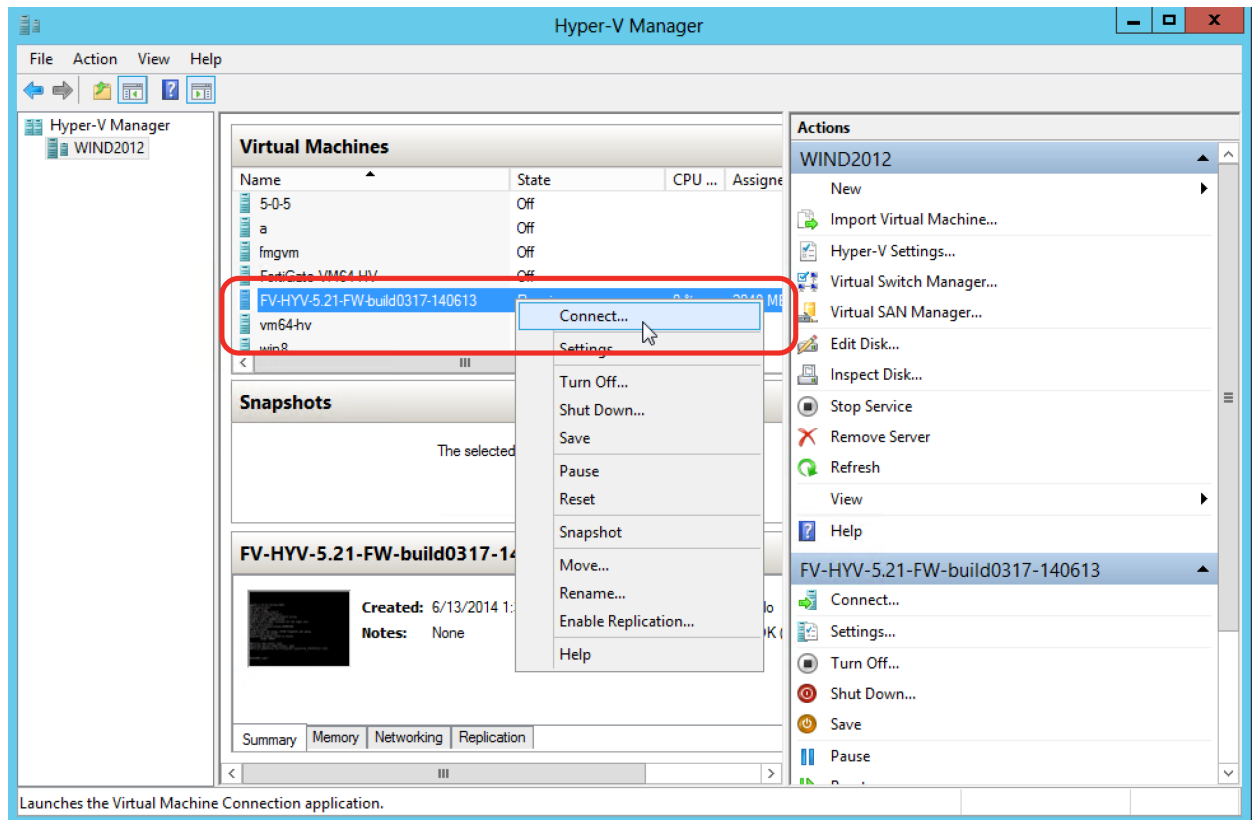 Hyper-V Manager
File Action View Help
Hyper-V Manager
WIND2012
Virtual Machines
Name State CPU ... Assigne
5-0-5 Off
a Off
fmgvm Off
FortiGate-VM64-HV Off
FV-HYV-5.21-FW-build0317-140613
vm64-hv
win8
Snapshots
The selected
FV-HYV-5.21-FW-build0317-14
Created: 6/13/2014 1:
Notes: None
Summary Memory Networking Replication
Connect...
Settings
Turn Off...
Shut Down...
Save
Pause
Reset
Snapshot
Move...
Rename...
Enable Replication...
Help
Actions
WIND2012
New
Import Virtual Machine...
Hyper-V Settings...
Virtual Switch Manager...
Virtual SAN Manager...
Edit Disk...
Inspect Disk...
Stop Service
Remove Server
Refresh
View
Help
FV-HYV-5.21-FW-build0317-140613
Connect...
Settings...
Turn Off...
Shut Down...
Save
Pause
Launches the Virtual Machine Connection application.